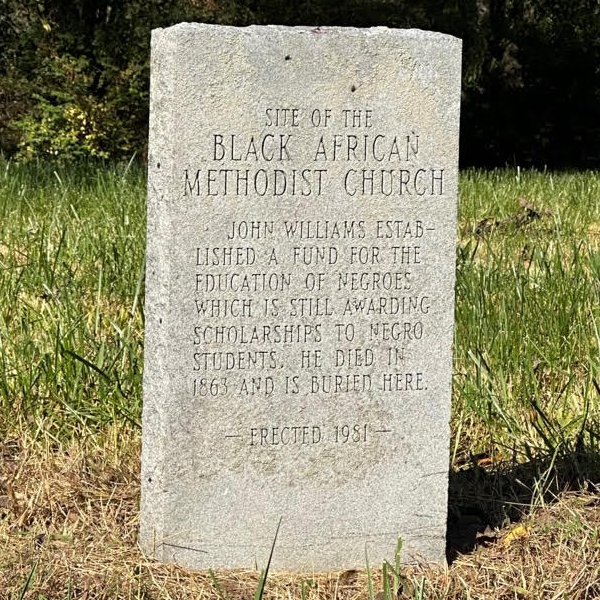 SITE OF THE
BLACK AFRICAN
METHODIST CHURCH
JOHN WILLIAMS ESTAB-
LISHED A FUND FOR THE
EDUCATION OF NEGROES
WHICH IS STILL AWARDING
SCHOLARSHIPS TO NEGRO
STUDENTS. HE DIED IN
1863 AND IS BURIED HERE.
— ERECTED 1981 —